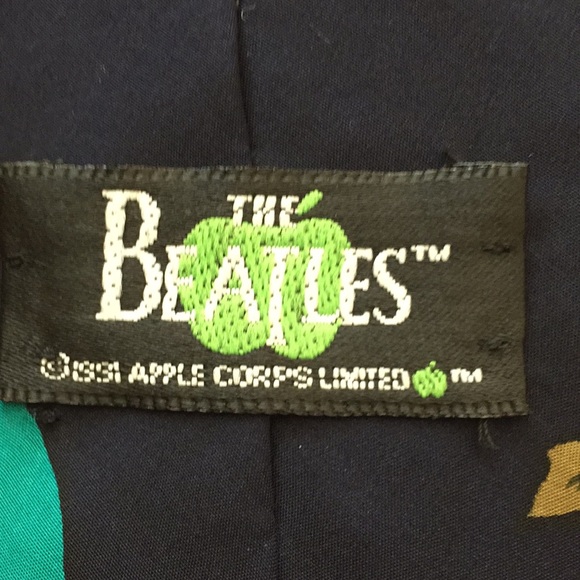 THE
BEATLES™
©1991 APPLE CORPS LIMITED ™